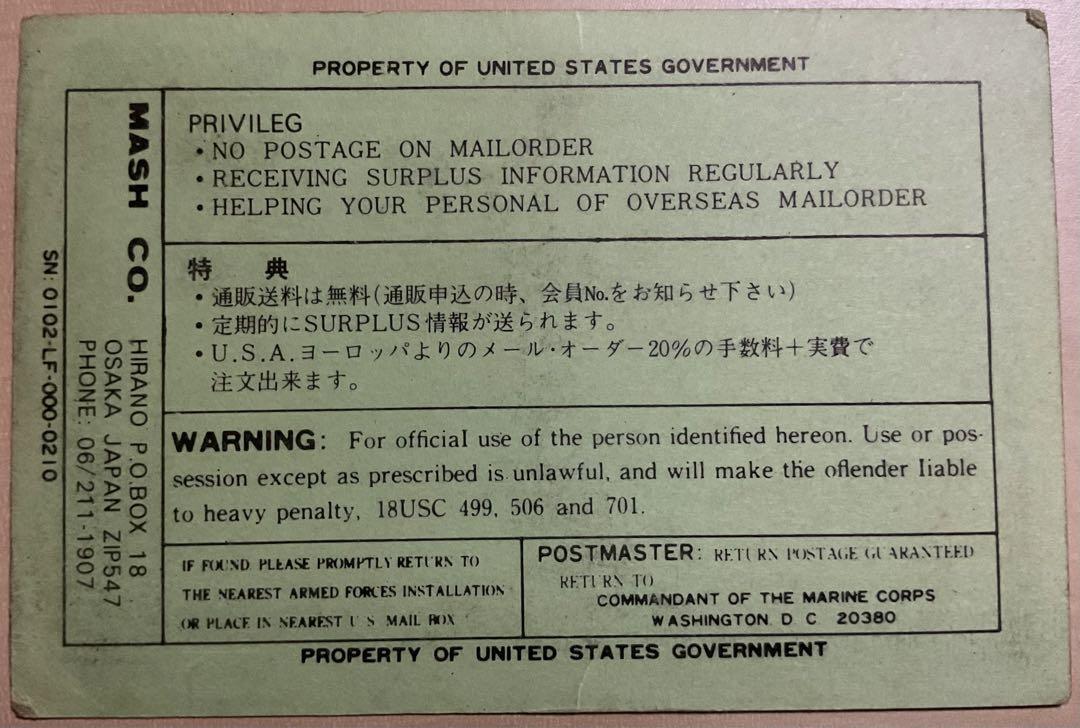 PROPERTY OF UNITED STATES GOVERNMENT
PRIVILEG
・NO POSTAGE ON MAILORDER
・RECEIVING SURPLUS INFORMATION REGULARLY
・HELPING YOUR PERSONAL OF OVERSEAS MAILORDER
特 典
・通販送料は無料(通販申込の時、会員No.をお知らせ下さい)
・定期的にSURPLUS情報が送られます。
・U.S.A.ヨーロッパよりのメール・オーダー20%の手数料+実費で
注文出来ます。
WARNING: For official use of the person identified hereon. Use or pos-
session except as prescribed is unlawful, and will make the oflender liable
to heavy penalty, 18USC 499, 506 and 701.
IF FOUND PLEASE PROMPTLY RETURN TO
THE NEAREST ARMED FORCES INSTALLATION
OR PLACE IN NEAREST U S MAIL BOX
POSTMASTER: RETURN POSTAGE GUARANTEED
RETURN TO
COMMANDANT OF THE MARINE CORPS
WASHINGTON D C 20380
PROPERTY OF UNITED STATES GOVERNMENT
MASH CO.
HIRANO P.O.BOX 18
OSAKA JAPAN ZIP547
PHONE: 06/211-1907
SN: 0102-LF-000-0210